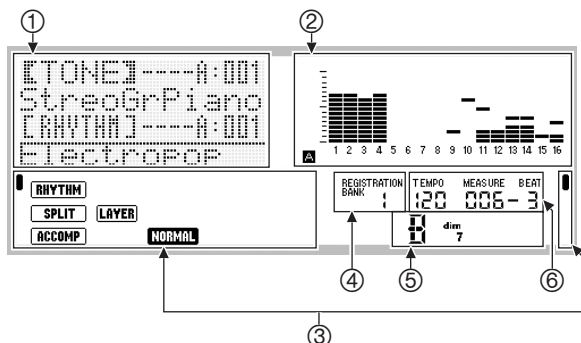 ① ②
【TONE】----A:001
StreoGrPiano
[RHYTHM]----A:001
Electropop
A
1 2 3 4 5 6 7 8 9 10 11 12 13 14 15 16
RHYTHM
SPLIT LAYER
ACCOMP NORMAL
REGISTRATION BANK 1
TEMPO MEASURE BEAT
120 006-3
B dim 7
④ ⑤ ⑥
③